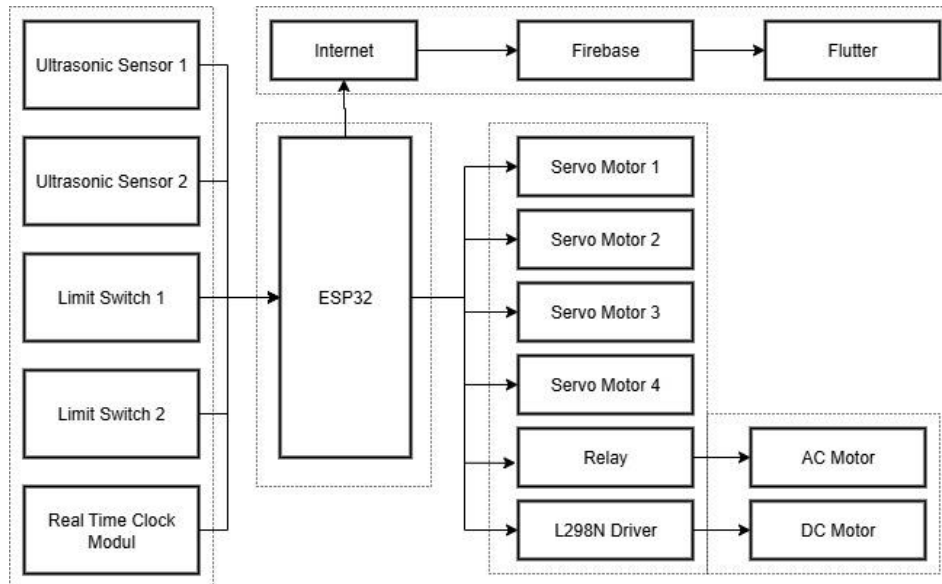 Ultrasonic Sensor 1
Ultrasonic Sensor 2
Limit Switch 1
Limit Switch 2
Real Time Clock
Modul
Internet
Firebase
Flutter
ESP32
Servo Motor 1
Servo Motor 2
Servo Motor 3
Servo Motor 4
Relay
L298N Driver
AC Motor
DC Motor